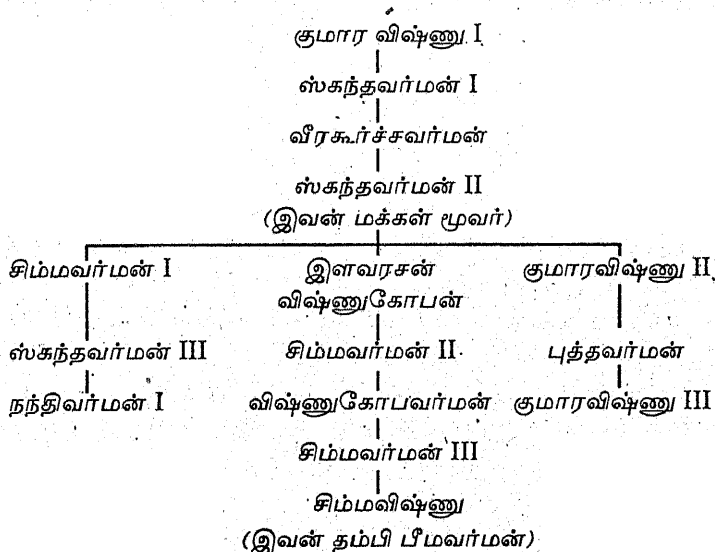 குமார விஷ்ணு I
ஸ்கந்தவர்மன் I
வீரகூர்ச்சவர்மன்
ஸ்கந்தவர்மன் II
(இவன் மக்கள் மூவர்)
சிம்மவர்மன் I இளவரசன் குமாரவிஷ்ணு II
விஷ்ணுகோபன்
ஸ்கந்தவர்மன் III சிம்மவர்மன் II புத்தவர்மன்
நந்திவர்மன் I விஷ்ணுகோபவர்மன் குமாரவிஷ்ணு III
சிம்மவர்மன் III
சிம்மவிஷ்ணு
(இவன் தம்பி பீமவர்மன்)